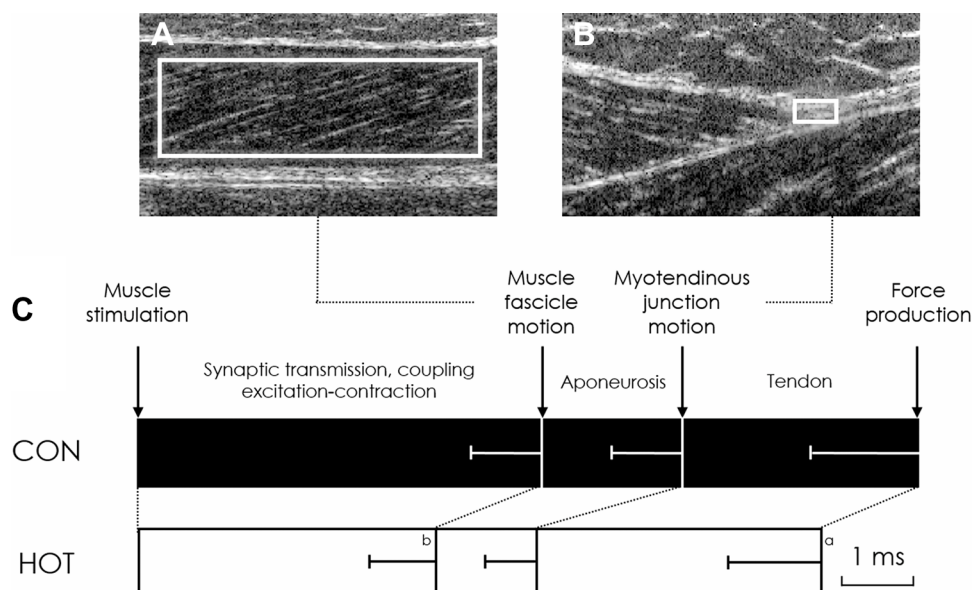 A
B
C
Muscle
stimulation
Muscle
fascicle
motion
Myotendinous
junction
motion
Force
production
Synaptic transmission, coupling
excitation-contraction
Aponeurosis
Tendon
CON
HOT
b
a
1 ms